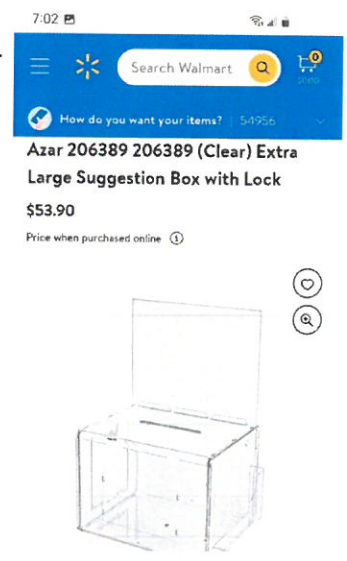 7:02
Search Walmart
0
How do you want your items? | 54956
Azar 206389 206389 (Clear) Extra
Large Suggestion Box with Lock
$53.90
Price when purchased online